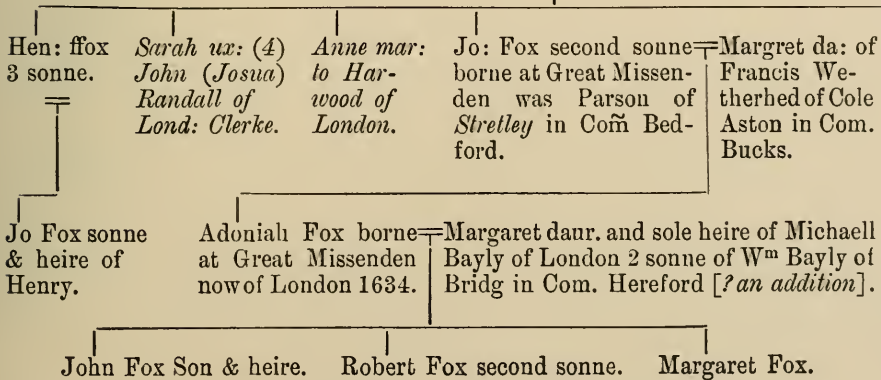 Hen: ffox
3 sonne.
Sarah ux: (4)
John (Josua)
Randall of
Lond: Clerke.
Anne mar:
to Har-
wood of
London.
Jo: Fox second sonne
borne at Great Missen-
den was Parson of
Stretley in Com̃ Bed-
ford.
Margret da: of
Francis We-
therhed of Cole
Aston in Com.
Bucks.
Jo Fox sonne
& heire of
Henry.
Adoniah Fox borne
at Great Missenden
now of London 1634.
Margaret daur. and sole heire of Michaell
Bayly of London 2 sonne of Wᵐ Bayly of
Bridg in Com. Hereford [? an addition].
John Fox Son & heire. Robert Fox second sonne. Margaret Fox.